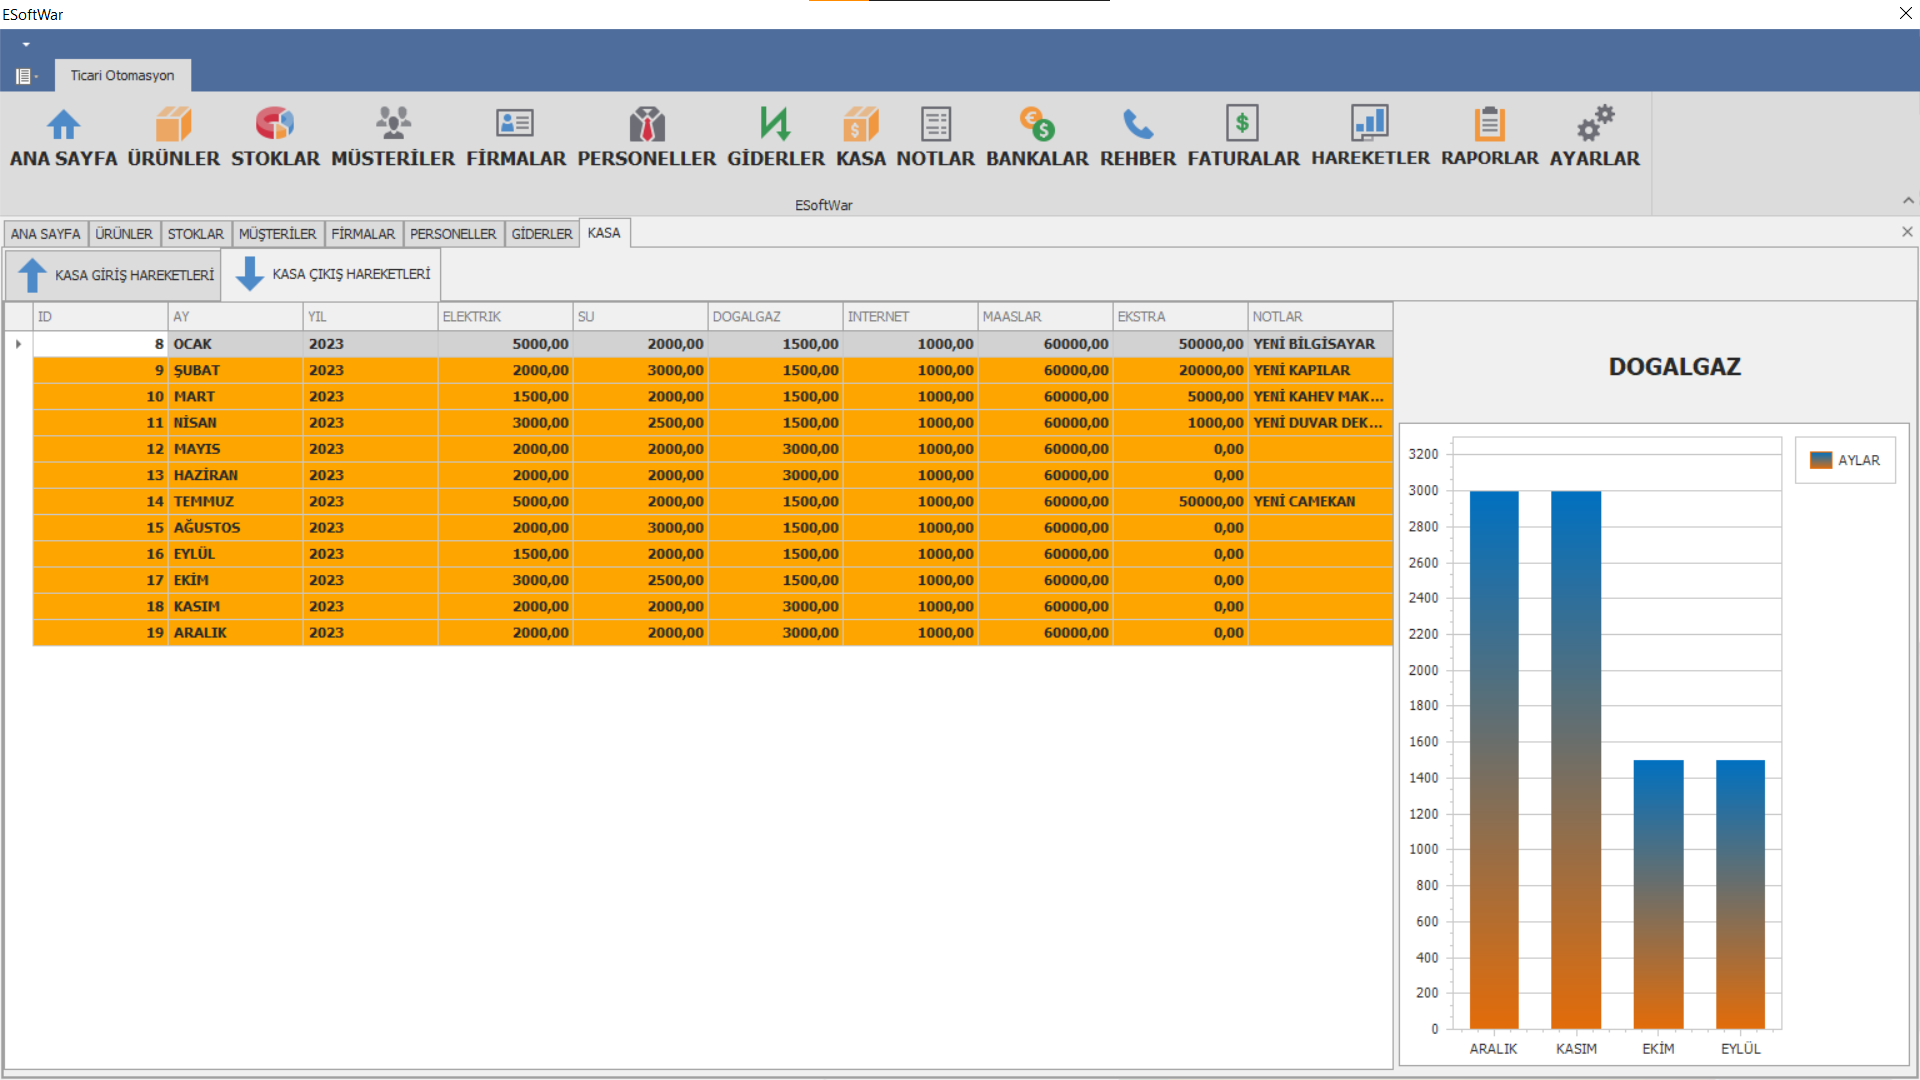 ESoftWar
Ticari Otomasyon
ANA SAYFA ÜRÜNLER STOKLAR MÜSTERİLER FİRMALAR PERSONELLER GİDERLER KASA NOTLAR BANKALAR REHBER FATURALAR HAREKETLER RAPORLAR AYARLAR
ESoftWar
ANA SAYFA ÜRÜNLER STOKLAR MÜŞTERİLER FİRMALAR PERSONELLER GİDERLER KASA
KASA GİRİŞ HAREKETLERİ KASA ÇIKIŞ HAREKETLERİ
ID AY YIL ELEKTRIK SU DOGALGAZ INTERNET MAASLAR EKSTRA NOTLAR
8 OCAK 2023 5000,00 2000,00 1500,00 1000,00 60000,00 50000,00 YENİ BİLGİSAYAR
9 ŞUBAT 2023 2000,00 3000,00 1500,00 1000,00 60000,00 20000,00 YENİ KAPILAR
10 MART 2023 1500,00 2000,00 1500,00 1000,00 60000,00 5000,00 YENİ KAHEV MAK...
11 NİSAN 2023 3000,00 2500,00 1500,00 1000,00 60000,00 1000,00 YENİ DUVAR DEK...
12 MAYIS 2023 2000,00 2000,00 3000,00 1000,00 60000,00 0,00
13 HAZİRAN 2023 2000,00 2000,00 3000,00 1000,00 60000,00 0,00
14 TEMMUZ 2023 5000,00 2000,00 1500,00 1000,00 60000,00 50000,00 YENİ CAMEKAN
15 AĞUSTOS 2023 2000,00 3000,00 1500,00 1000,00 60000,00 0,00
16 EYLÜL 2023 1500,00 2000,00 1500,00 1000,00 60000,00 0,00
17 EKİM 2023 3000,00 2500,00 1500,00 1000,00 60000,00 0,00
18 KASIM 2023 2000,00 2000,00 3000,00 1000,00 60000,00 0,00
19 ARALIK 2023 2000,00 2000,00 3000,00 1000,00 60000,00 0,00
DOGALGAZ
AYLAR
3200
3000
2800
2600
2400
2200
2000
1800
1600
1400
1200
1000
800
600
400
200
0
ARALIK KASIM EKİM EYLÜL